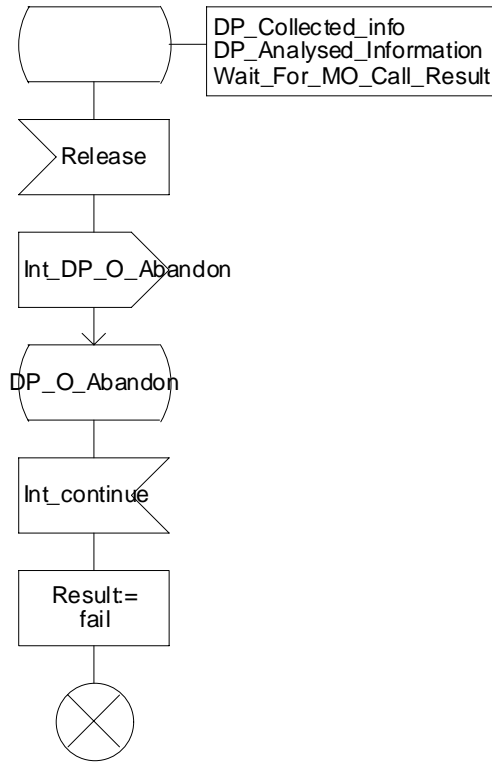 DP_Collected_info
DP_Analysed_Information
Wait_For_MO_Call_Result
Release
Int_DP_O_Abandon
DP_O_Abandon
Int_continue
Result:=
fail